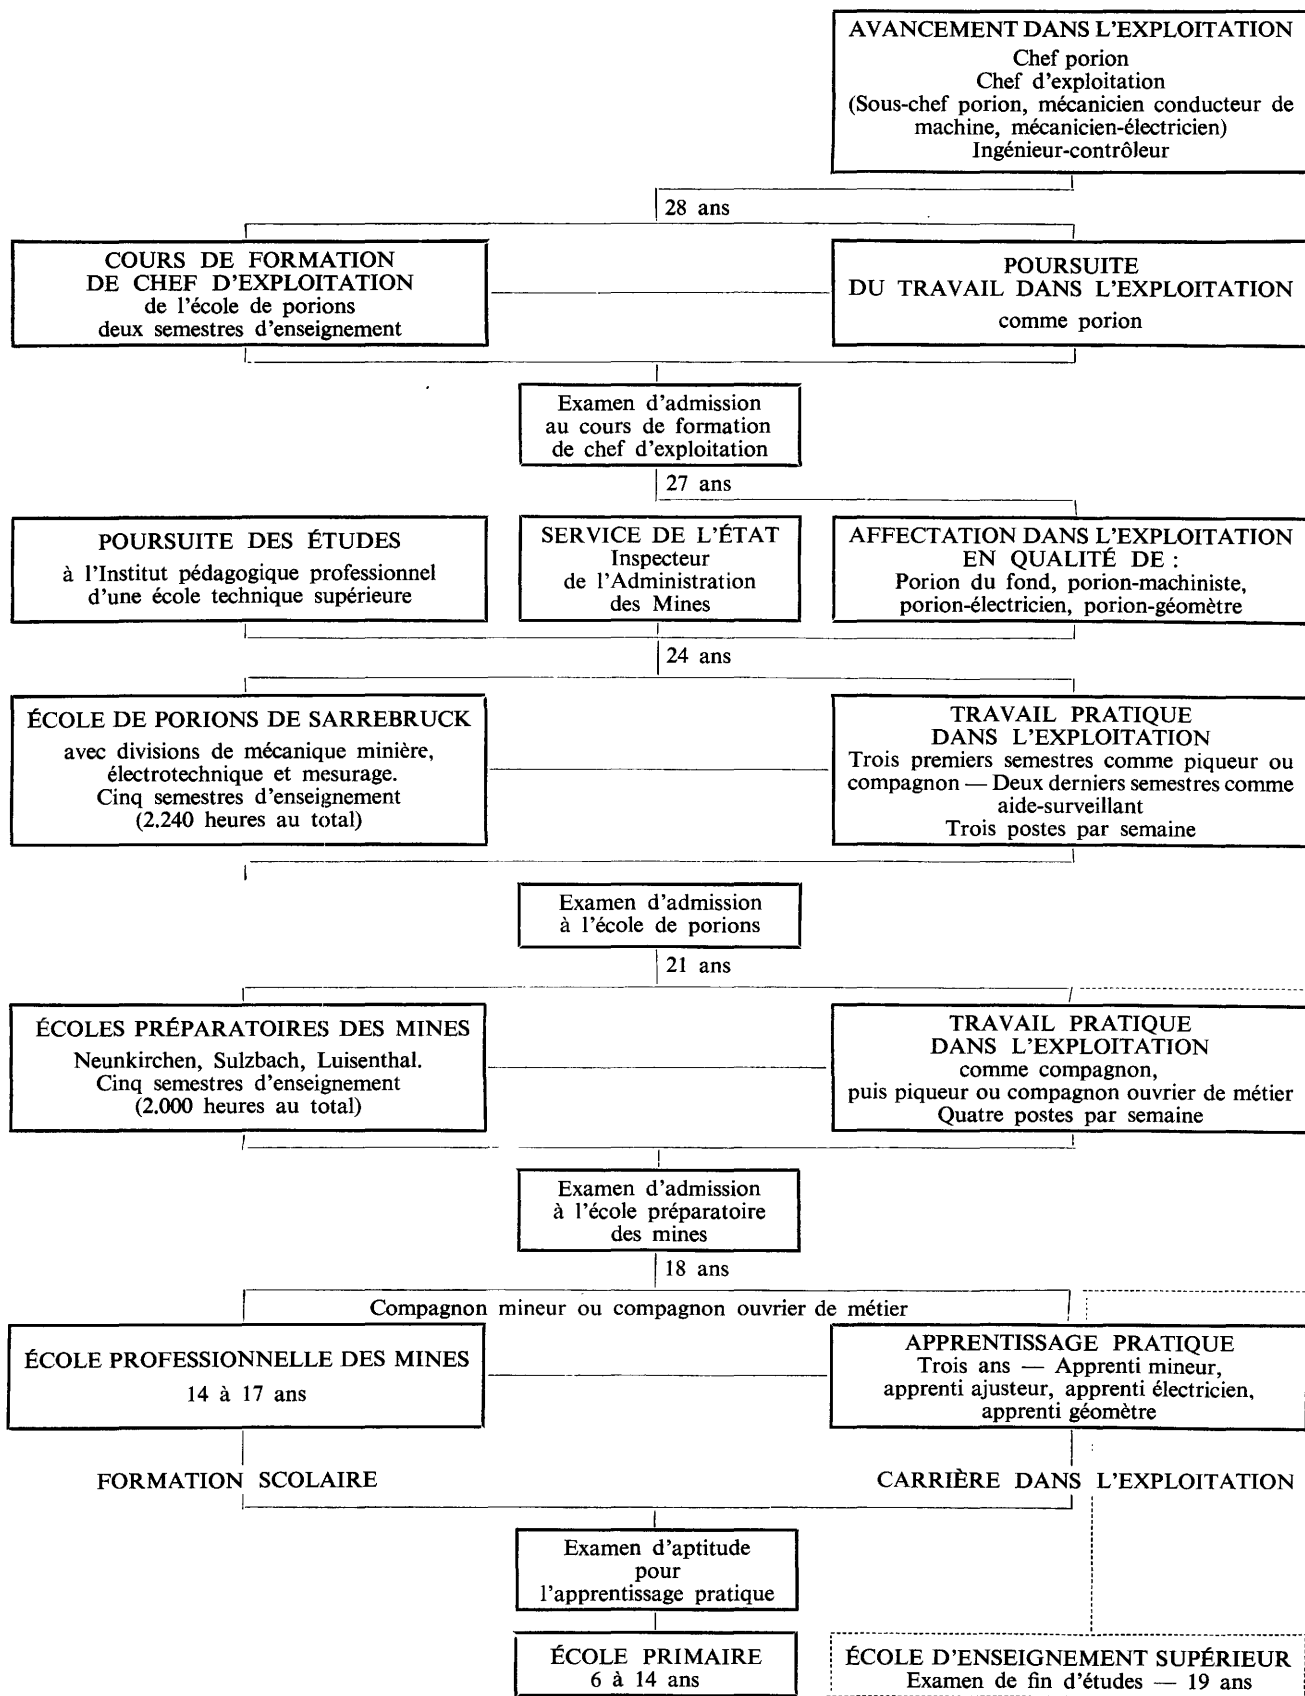 AVANCEMENT DANS L'EXPLOITATION
Chef porion
Chef d'exploitation
(Sous-chef porion, mécanicien conducteur de
machine, mécanicien-électricien)
Ingénieur-contrôleur
28 ans
COURS DE FORMATION
DE CHEF D'EXPLOITATION
de l'école de porions
deux semestres d'enseignement
POURSUITE
DU TRAVAIL DANS L'EXPLOITATION
comme porion
Examen d'admission
au cours de formation
de chef d'exploitation
27 ans
POURSUITE DES ÉTUDES
à l'Institut pédagogique professionnel
d'une école technique supérieure
SERVICE DE L'ÉTAT
Inspecteur
de l'Administration
des Mines
AFFECTATION DANS L'EXPLOITATION
EN QUALITÉ DE :
Porion du fond, porion-machiniste,
porion-électricien, porion-géomètre
24 ans
ÉCOLE DE PORIONS DE SARREBRUCK
avec divisions de mécanique minière,
électrotechnique et mesurage.
Cinq semestres d'enseignement
(2.240 heures au total)
TRAVAIL PRATIQUE
DANS L'EXPLOITATION
Trois premiers semestres comme piqueur ou
compagnon — Deux derniers semestres comme
aide-surveillant
Trois postes par semaine
Examen d'admission
à l'école de porions
21 ans
ÉCOLES PRÉPARATOIRES DES MINES
Neunkirchen, Sulzbach, Luisenthal.
Cinq semestres d'enseignement
(2.000 heures au total)
TRAVAIL PRATIQUE
DANS L'EXPLOITATION
comme compagnon,
puis piqueur ou compagnon ouvrier de métier
Quatre postes par semaine
Examen d'admission
à l'école préparatoire
des mines
18 ans
Compagnon mineur ou compagnon ouvrier de métier
ÉCOLE PROFESSIONNELLE DES MINES
14 à 17 ans
APPRENTISSAGE PRATIQUE
Trois ans — Apprenti mineur,
apprenti ajusteur, apprenti électricien,
apprenti géomètre
FORMATION SCOLAIRE
CARRIÈRE DANS L'EXPLOITATION
Examen d'aptitude
pour
l'apprentissage pratique
ÉCOLE PRIMAIRE
6 à 14 ans
ÉCOLE D'ENSEIGNEMENT SUPÉRIEUR
Examen de fin d'études — 19 ans